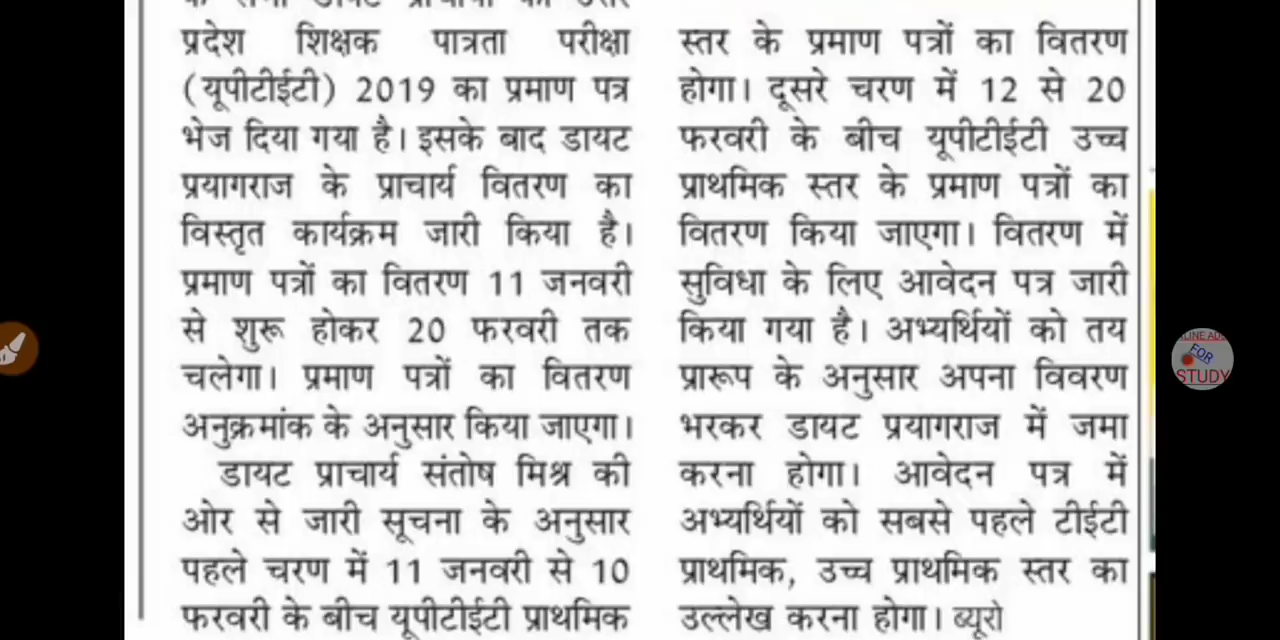 प्रदेश शिक्षक पात्रता परीक्षा
(यूपीटीईटी) 2019 का प्रमाण पत्र
भेज दिया गया है। इसके बाद डायट
प्रयागराज के प्राचार्य वितरण का
विस्तृत कार्यक्रम जारी किया है।
प्रमाण पत्रों का वितरण 11 जनवरी
से शुरू होकर 20 फरवरी तक
चलेगा। प्रमाण पत्रों का वितरण
अनुक्रमांक के अनुसार किया जाएगा।
डायट प्राचार्य संतोष मिश्र की
ओर से जारी सूचना के अनुसार
पहले चरण में 11 जनवरी से 10
फरवरी के बीच यूपीटीईटी प्राथमिक
स्तर के प्रमाण पत्रों का वितरण
होगा। दूसरे चरण में 12 से 20
फरवरी के बीच यूपीटीईटी उच्च
प्राथमिक स्तर के प्रमाण पत्रों का
वितरण किया जाएगा। वितरण में
सुविधा के लिए आवेदन पत्र जारी
किया गया है। अभ्यर्थियों को तय
प्रारूप के अनुसार अपना विवरण
भरकर डायट प्रयागराज में जमा
करना होगा। आवेदन पत्र में
अभ्यर्थियों को सबसे पहले टीईटी
प्राथमिक, उच्च प्राथमिक स्तर का
उल्लेख करना होगा। ब्यूरो
FOR
STUDY